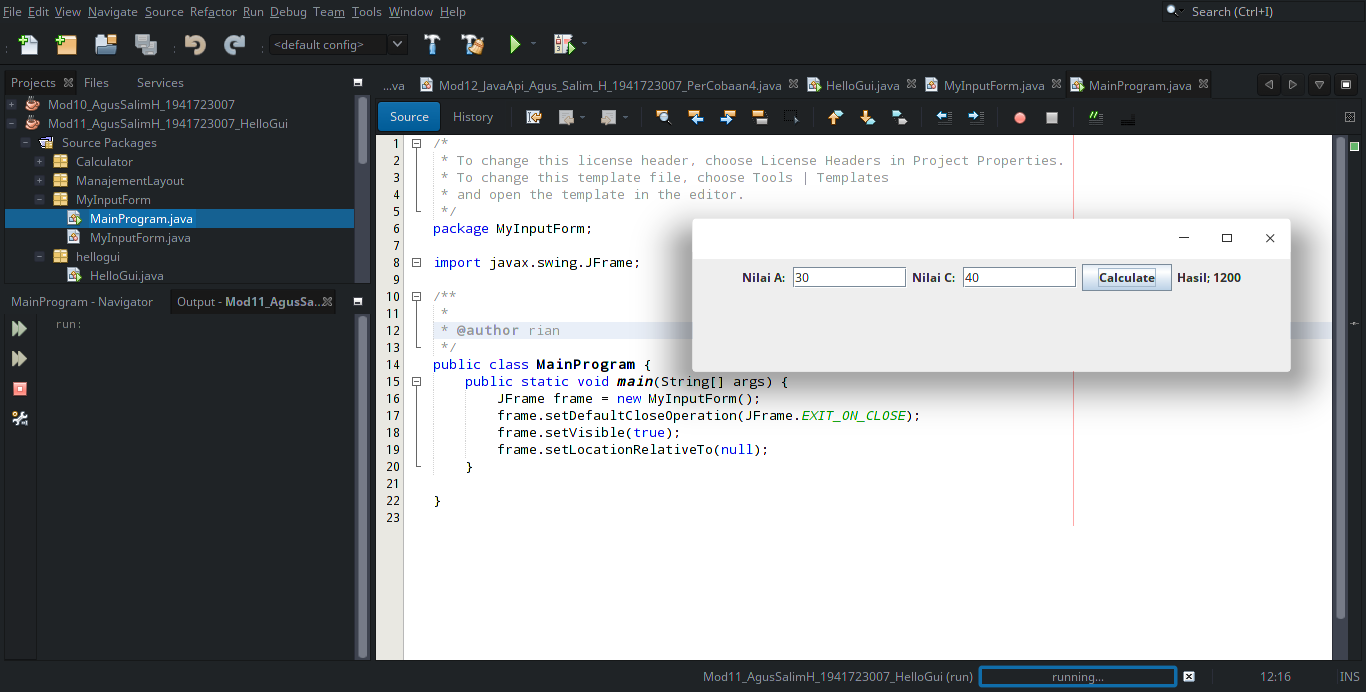 File Edit View Navigate Source Refactor Run Debug Team Tools Window Help
Search (Ctrl+I)
<default config>
Projects Files Services
Mod10_AgusSalimH_1941723007
Mod11_AgusSalimH_1941723007_HelloGui
Source Packages
Calculator
ManajementLayout
MyInputForm
MainProgram.java
MyInputForm.java
hellogui
HelloGui.java
MainProgram - Navigator
Output - Mod11_AgusSa...
run:
...va Mod12_JavaApi_Agus_Salim_H_1941723007_PerCobaan4.java HelloGui.java MyInputForm.java MainProgram.java
Source History
1 /*
2 * To change this license header, choose License Headers in Project Properties.
3 * To change this template file, choose Tools | Templates
4 * and open the template in the editor.
5 */
6 package MyInputForm;
7
8 import javax.swing.JFrame;
9
10 /**
11 *
12 * @author rian
13 */
14 public class MainProgram {
15 public static void main(String[] args) {
16 JFrame frame = new MyInputForm();
17 frame.setDefaultCloseOperation(JFrame.EXIT_ON_CLOSE);
18 frame.setVisible(true);
19 frame.setLocationRelativeTo(null);
20 }
21
22 }
23
Nilai A: 30 Nilai C: 40 Calculate Hasil; 1200
Mod11_AgusSalimH_1941723007_HelloGui (run) running... 12:16 INS